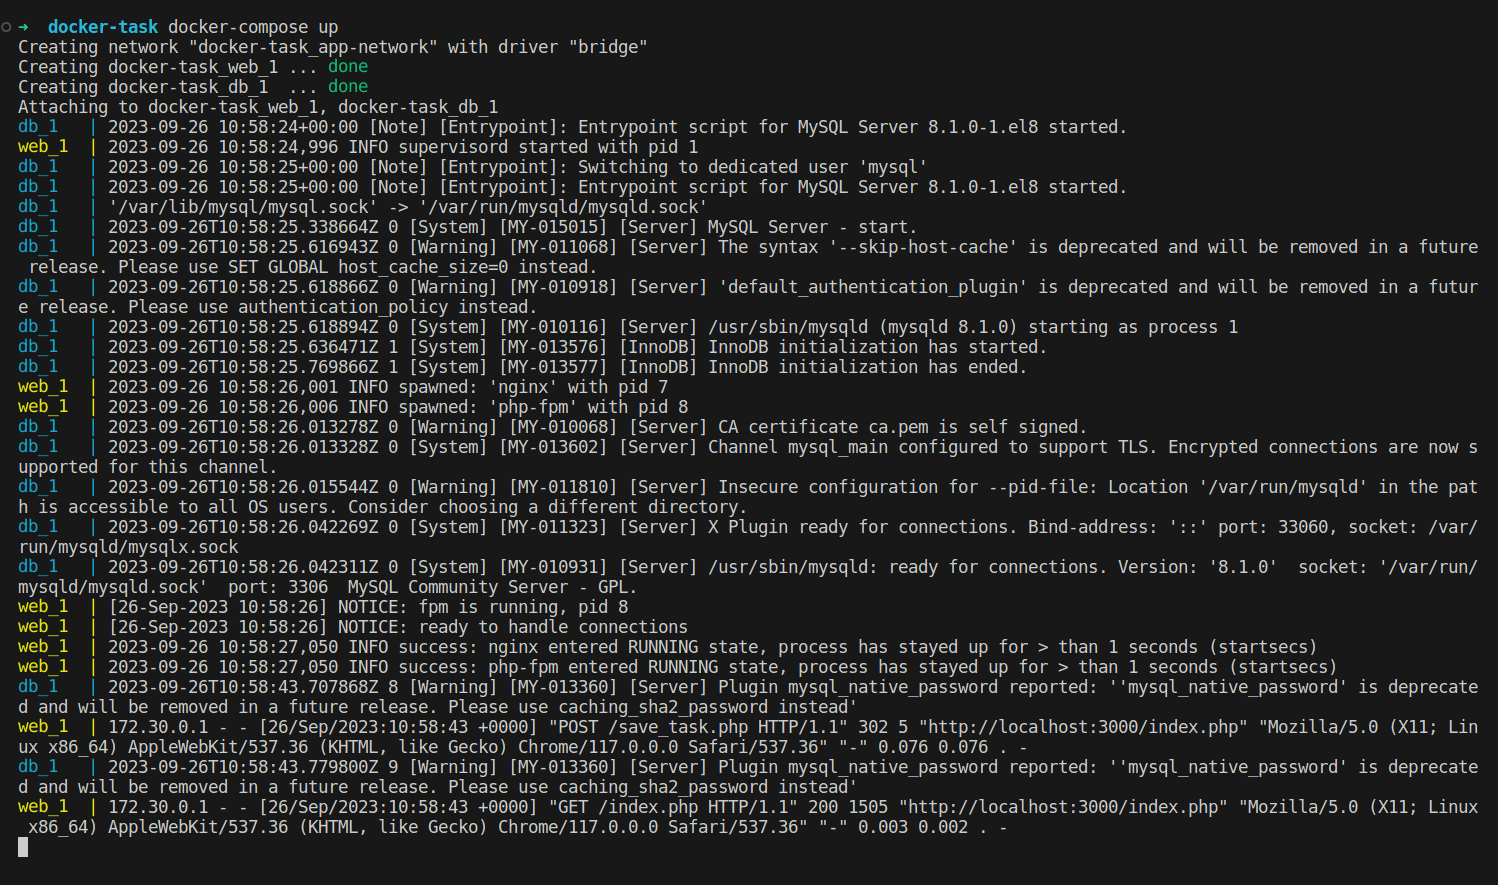 ➜  docker-task docker-compose up
Creating network "docker-task_app-network" with driver "bridge"
Creating docker-task_web_1 ... done
Creating docker-task_db_1  ... done
Attaching to docker-task_web_1, docker-task_db_1
db_1   | 2023-09-26 10:58:24+00:00 [Note] [Entrypoint]: Entrypoint script for MySQL Server 8.1.0-1.el8 started.
web_1  | 2023-09-26 10:58:24,996 INFO supervisord started with pid 1
db_1   | 2023-09-26 10:58:25+00:00 [Note] [Entrypoint]: Switching to dedicated user 'mysql'
db_1   | 2023-09-26 10:58:25+00:00 [Note] [Entrypoint]: Entrypoint script for MySQL Server 8.1.0-1.el8 started.
db_1   | '/var/lib/mysql/mysql.sock' -> '/var/run/mysqld/mysqld.sock'
db_1   | 2023-09-26T10:58:25.338664Z 0 [System] [MY-015015] [Server] MySQL Server - start.
db_1   | 2023-09-26T10:58:25.616943Z 0 [Warning] [MY-011068] [Server] The syntax '--skip-host-cache' is deprecated and will be removed in a future
 release. Please use SET GLOBAL host_cache_size=0 instead.
db_1   | 2023-09-26T10:58:25.618866Z 0 [Warning] [MY-010918] [Server] 'default_authentication_plugin' is deprecated and will be removed in a futur
e release. Please use authentication_policy instead.
db_1   | 2023-09-26T10:58:25.618894Z 0 [System] [MY-010116] [Server] /usr/sbin/mysqld (mysqld 8.1.0) starting as process 1
db_1   | 2023-09-26T10:58:25.636471Z 1 [System] [MY-013576] [InnoDB] InnoDB initialization has started.
db_1   | 2023-09-26T10:58:25.769866Z 1 [System] [MY-013577] [InnoDB] InnoDB initialization has ended.
web_1  | 2023-09-26 10:58:26,001 INFO spawned: 'nginx' with pid 7
web_1  | 2023-09-26 10:58:26,006 INFO spawned: 'php-fpm' with pid 8
db_1   | 2023-09-26T10:58:26.013278Z 0 [Warning] [MY-010068] [Server] CA certificate ca.pem is self signed.
db_1   | 2023-09-26T10:58:26.013328Z 0 [System] [MY-013602] [Server] Channel mysql_main configured to support TLS. Encrypted connections are now s
upported for this channel.
db_1   | 2023-09-26T10:58:26.015544Z 0 [Warning] [MY-011810] [Server] Insecure configuration for --pid-file: Location '/var/run/mysqld' in the pat
h is accessible to all OS users. Consider choosing a different directory.
db_1   | 2023-09-26T10:58:26.042269Z 0 [System] [MY-011323] [Server] X Plugin ready for connections. Bind-address: '::' port: 33060, socket: /var/
run/mysqld/mysqlx.sock
db_1   | 2023-09-26T10:58:26.042311Z 0 [System] [MY-010931] [Server] /usr/sbin/mysqld: ready for connections. Version: '8.1.0'  socket: '/var/run/
mysqld/mysqld.sock'  port: 3306  MySQL Community Server - GPL.
web_1  | [26-Sep-2023 10:58:26] NOTICE: fpm is running, pid 8
web_1  | [26-Sep-2023 10:58:26] NOTICE: ready to handle connections
web_1  | 2023-09-26 10:58:27,050 INFO success: nginx entered RUNNING state, process has stayed up for > than 1 seconds (startsecs)
web_1  | 2023-09-26 10:58:27,050 INFO success: php-fpm entered RUNNING state, process has stayed up for > than 1 seconds (startsecs)
db_1   | 2023-09-26T10:58:43.707868Z 8 [Warning] [MY-013360] [Server] Plugin mysql_native_password reported: ''mysql_native_password' is deprecate
d and will be removed in a future release. Please use caching_sha2_password instead'
web_1  | 172.30.0.1 - - [26/Sep/2023:10:58:43 +0000] "POST /save_task.php HTTP/1.1" 302 5 "http://localhost:3000/index.php" "Mozilla/5.0 (X11; Lin
ux x86_64) AppleWebKit/537.36 (KHTML, like Gecko) Chrome/117.0.0.0 Safari/537.36" "-" 0.076 0.076 . -
db_1   | 2023-09-26T10:58:43.779800Z 9 [Warning] [MY-013360] [Server] Plugin mysql_native_password reported: ''mysql_native_password' is deprecate
d and will be removed in a future release. Please use caching_sha2_password instead'
web_1  | 172.30.0.1 - - [26/Sep/2023:10:58:43 +0000] "GET /index.php HTTP/1.1" 200 1505 "http://localhost:3000/index.php" "Mozilla/5.0 (X11; Linux
 x86_64) AppleWebKit/537.36 (KHTML, like Gecko) Chrome/117.0.0.0 Safari/537.36" "-" 0.003 0.002 . -